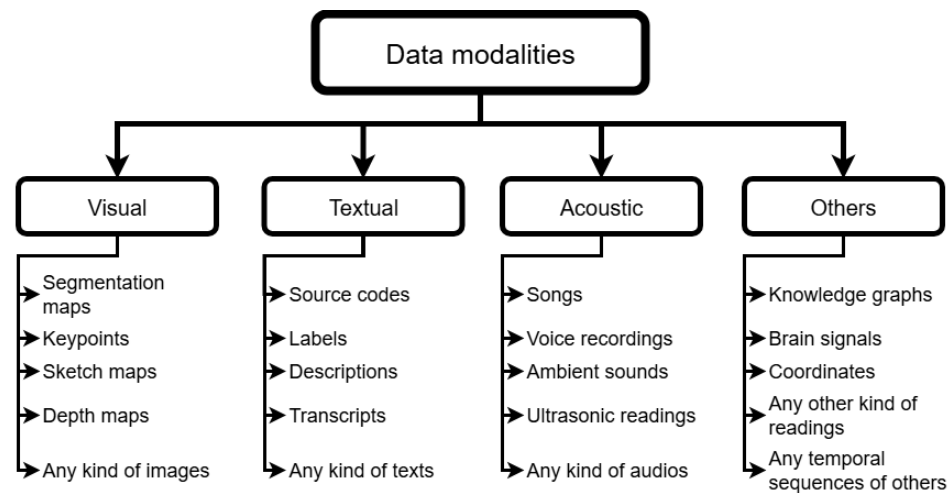 Data modalities
Visual
Textual
Acoustic
Others
Segmentation
maps
Keypoints
Sketch maps
Depth maps
Any kind of images
Source codes
Labels
Descriptions
Transcripts
Any kind of texts
Songs
Voice recordings
Ambient sounds
Ultrasonic readings
Any kind of audios
Knowledge graphs
Brain signals
Coordinates
Any other kind of
readings
Any temporal
sequences of others